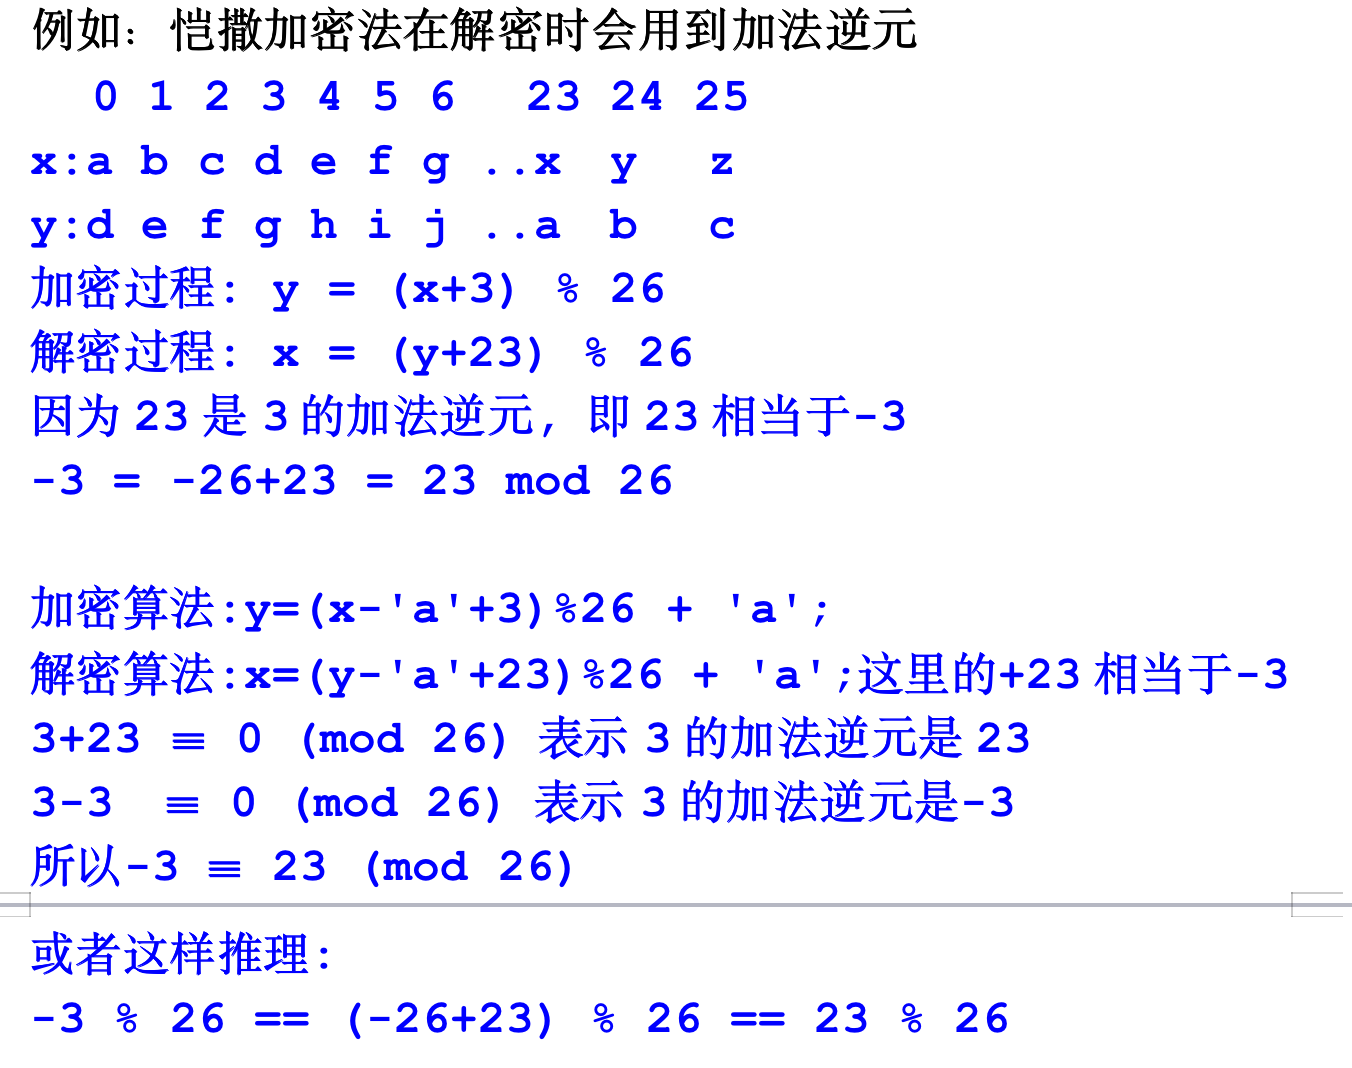 例如：恺撒加密法在解密时会用到加法逆元
0 1 2 3 4 5 6 23 24 25
x:a b c d e f g ..x y z
y:d e f g h i j ..a b c
加密过程: y = (x+3) % 26
解密过程: x = (y+23) % 26
因为 23 是 3 的加法逆元, 即 23 相当于-3
-3 = -26+23 = 23 mod 26
加密算法:y=(x-'a'+3)%26 + 'a';
解密算法:x=(y-'a'+23)%26 + 'a';这里的+23 相当于-3
3+23 ≡ 0 (mod 26) 表示 3 的加法逆元是 23
3-3 ≡ 0 (mod 26) 表示 3 的加法逆元是-3
所以-3 ≡ 23 (mod 26)
或者这样推理:
-3 % 26 == (-26+23) % 26 == 23 % 26